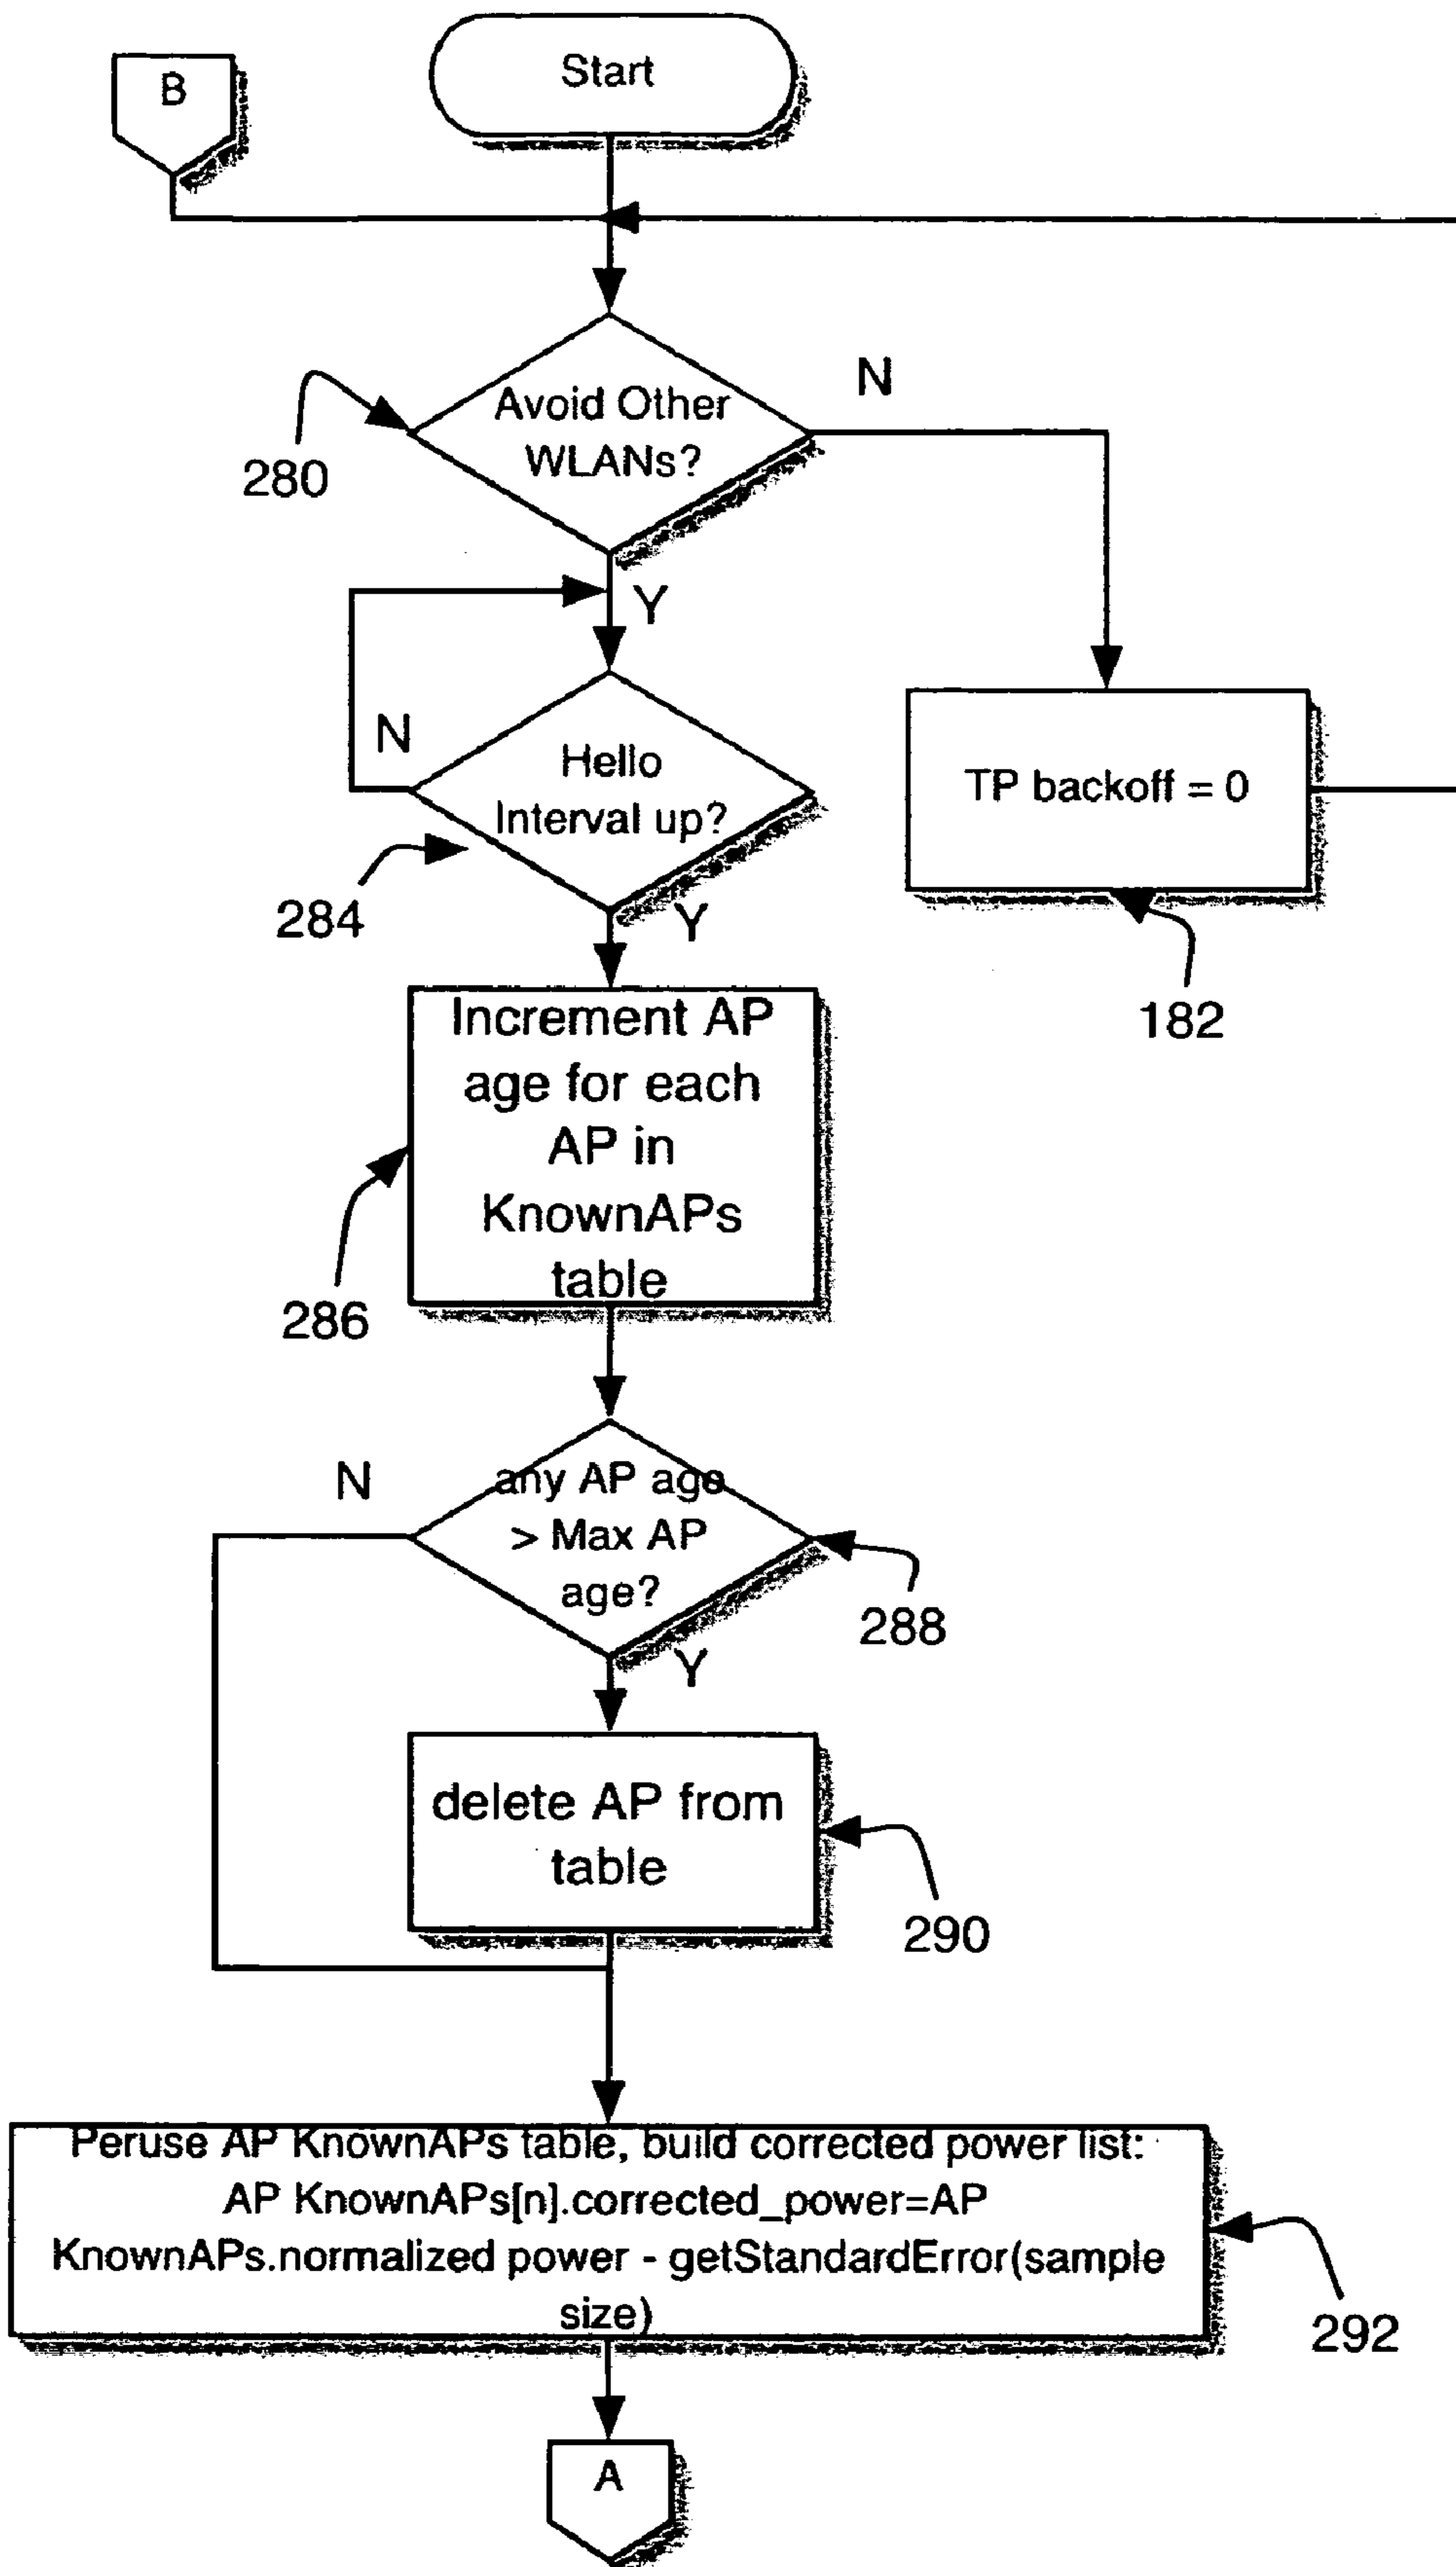 B
Start
Avoid Other
WLANs?
N
280
Y
Hello
Interval up?
N
TP backoff = 0
284
Y
182
Increment AP
age for each
AP in
KnownAPs
table
286
any AP age
> Max AP
age?
N
288
Y
delete AP from
table
290
Peruse AP KnownAPs table, build corrected power list:
AP KnownAPs[n].corrected_power=AP
KnownAPs.normalized power - getStandardError(sample
size)
292
A